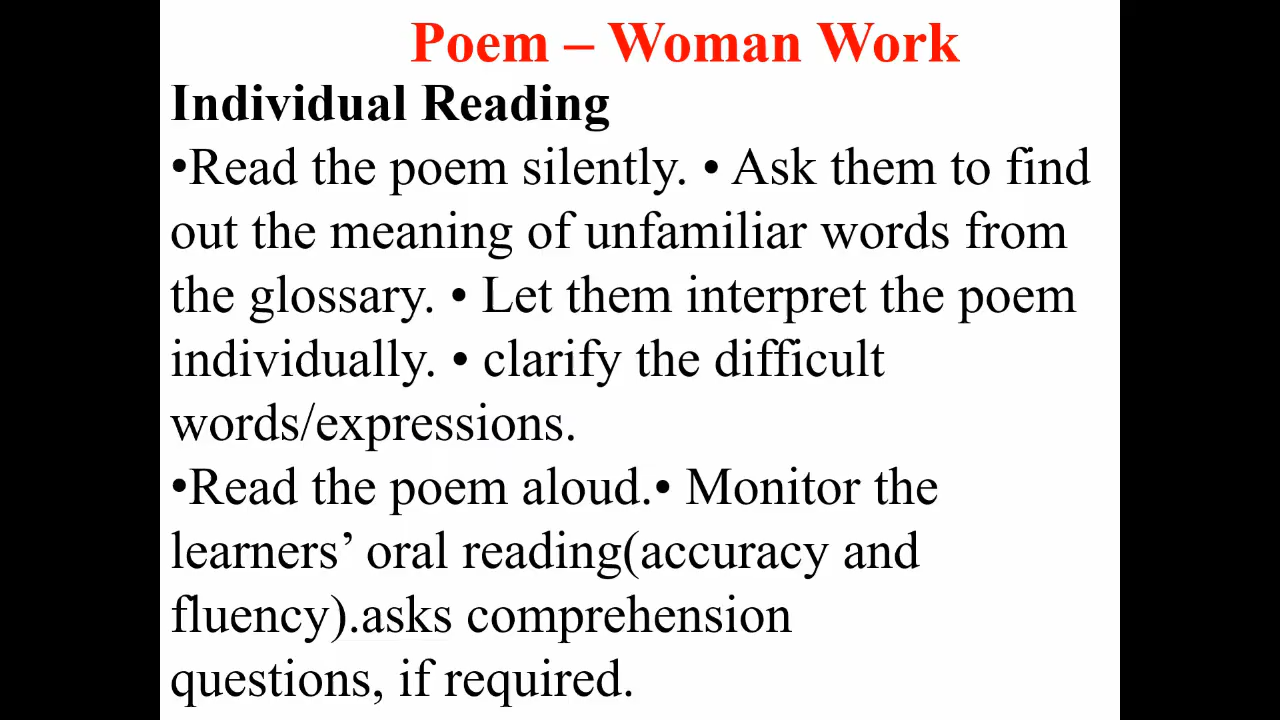 Poem – Woman Work
Individual Reading
•Read the poem silently. • Ask them to find
out the meaning of unfamiliar words from
the glossary. • Let them interpret the poem
individually. • clarify the difficult
words/expressions.
•Read the poem aloud.• Monitor the
learners’ oral reading(accuracy and
fluency).asks comprehension
questions, if required.